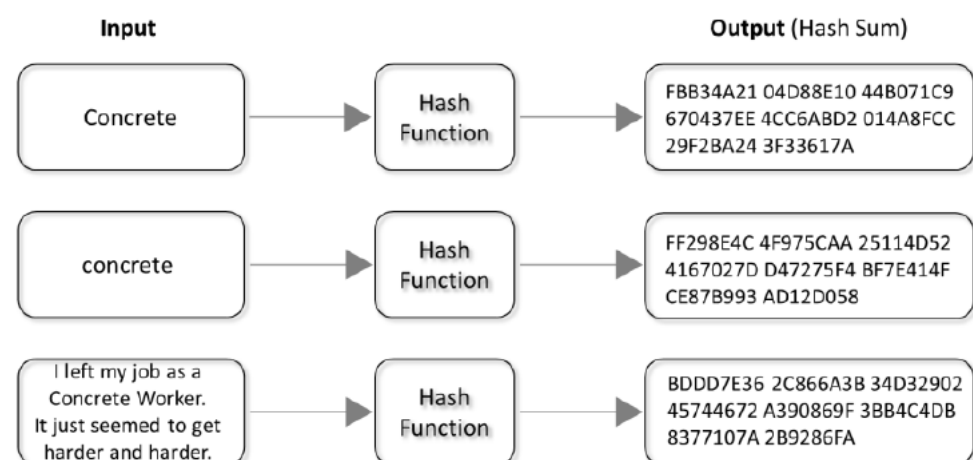 Input
Output (Hash Sum)
Concrete
Hash
Function
FBB34A21 04D88E10 44B071C9
670437EE 4CC6ABD2 014A8FCC
29F2BA24 3F33617A
concrete
Hash
Function
FF298E4C 4F975CAA 25114D52
4167027D D47275F4 BF7E414F
CE87B993 AD12D058
I left my job as a
Concrete Worker.
It just seemed to get
harder and harder.
Hash
Function
BDDD7E36 2C866A3B 34D32902
45744672 A390869F 3BB4C4DB
8377107A 2B9286FA